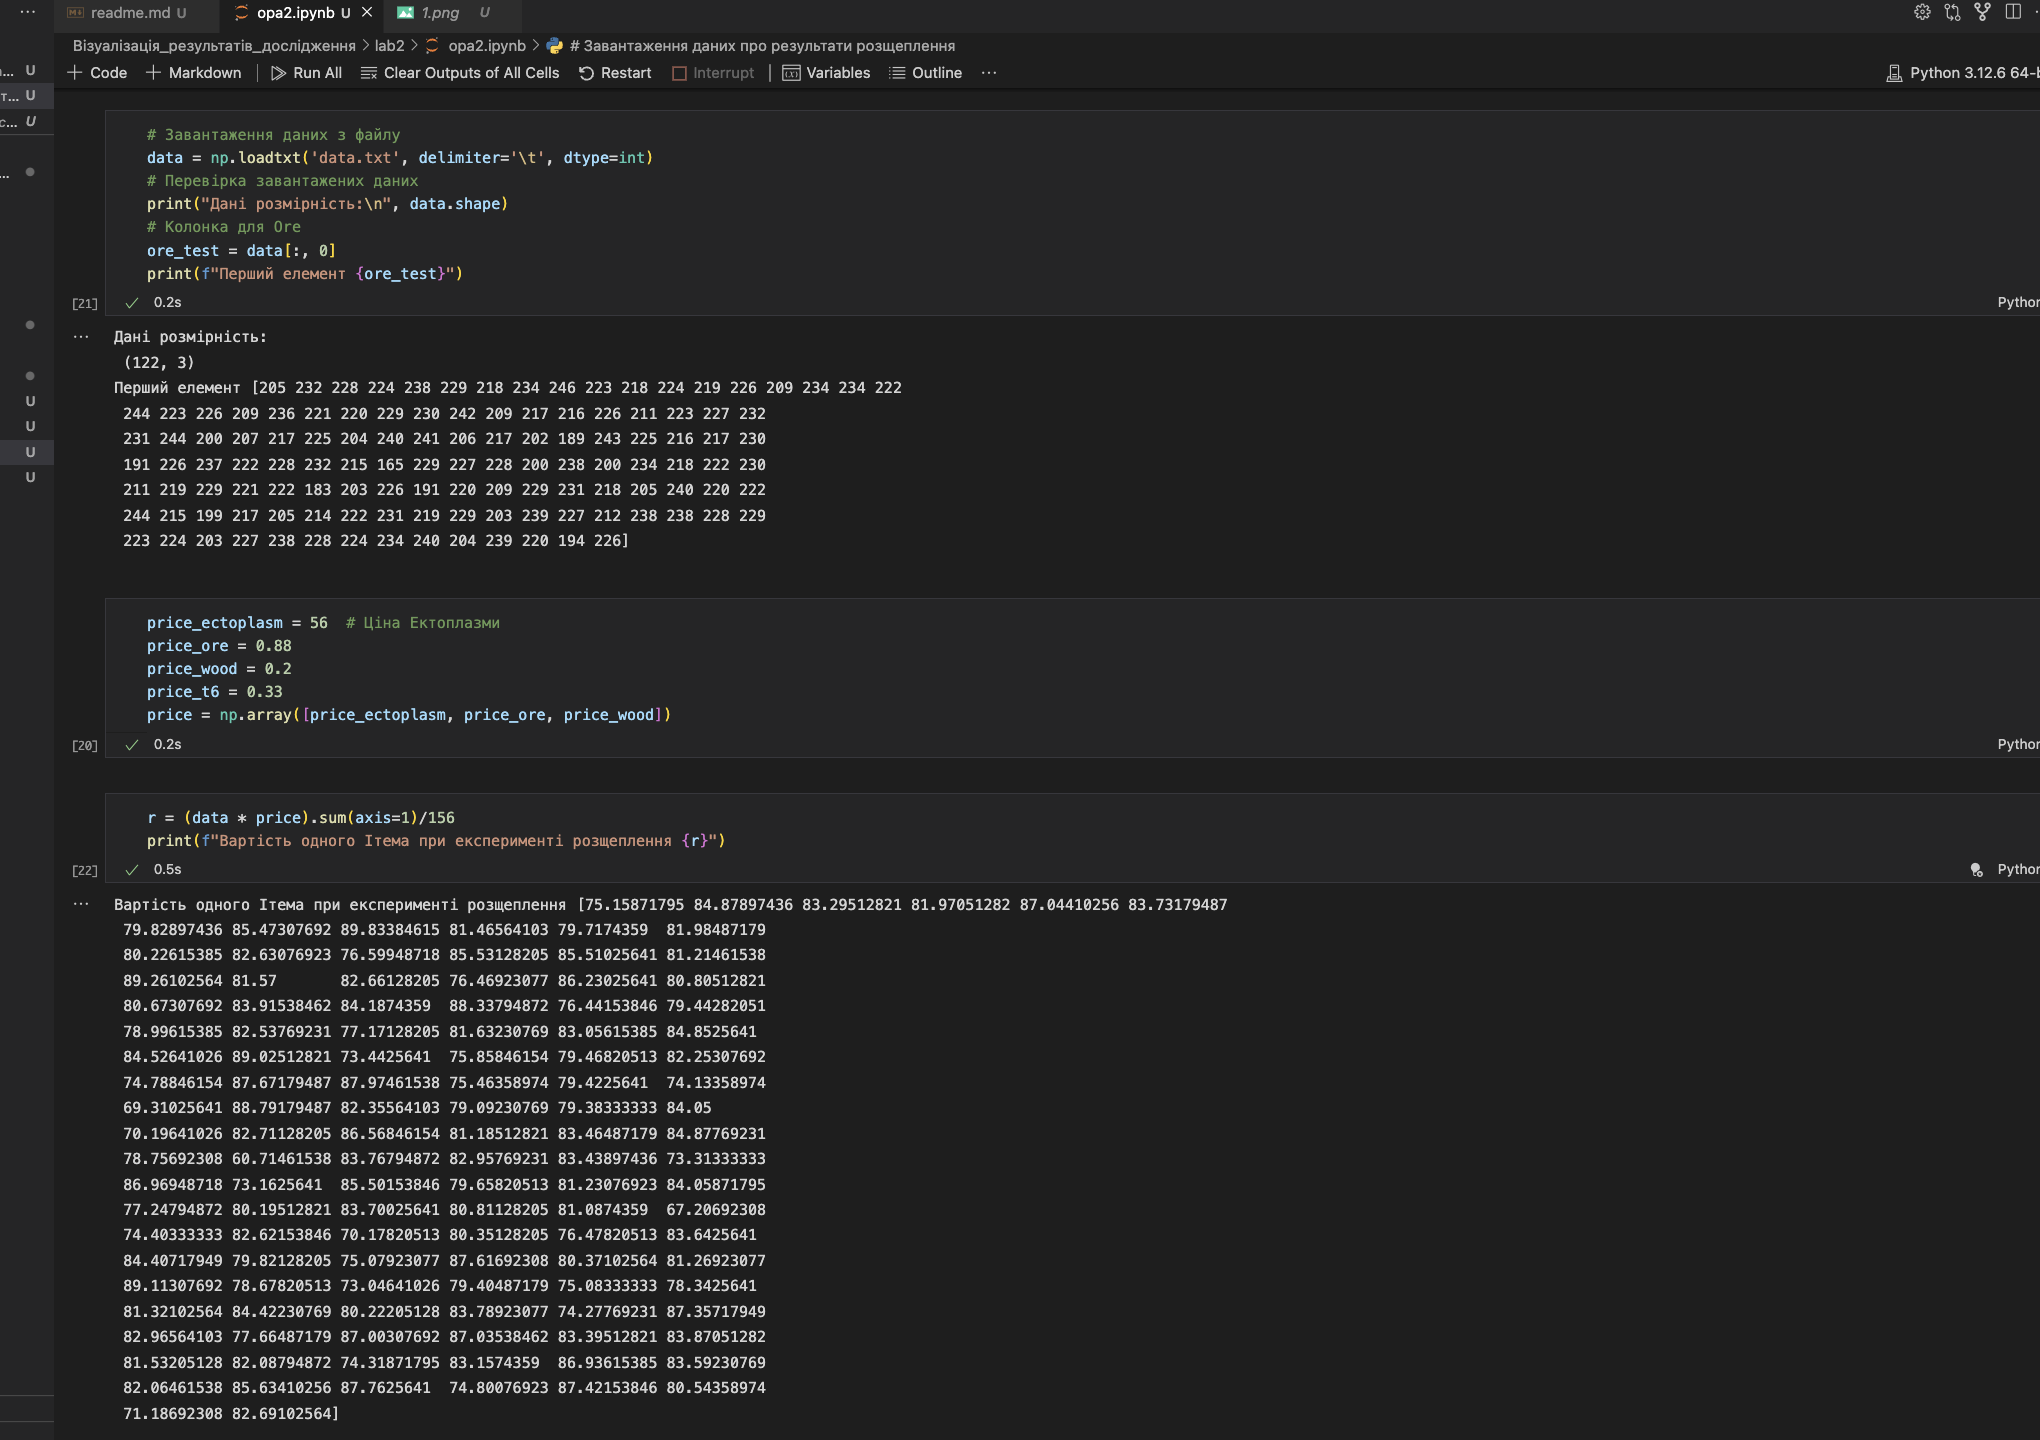 readme.md U
opa2.ipynb U ×
1.png U
Візуалізація_результатів_дослідження > lab2 > opa2.ipynb > # Завантаження даних про результати розщеплення
+ Code + Markdown | Run All Clear Outputs of All Cells Restart Interrupt | Variables Outline ···
Python 3.12.6 64-
# Завантаження даних з файлу
data = np.loadtxt('data.txt', delimiter='\t', dtype=int)
# Перевірка завантажених даних
print("Дані розмірність:\n", data.shape)
# Колонка для Ore
ore_test = data[:, 0]
print(f"Перший елемент {ore_test}")
[21] ✓ 0.2s
Дані розмірність:
(122, 3)
Перший елемент [205 232 228 224 238 229 218 234 246 223 218 224 219 226 209 234 234 222
244 223 226 209 236 221 220 229 230 242 209 217 216 226 211 223 227 232
231 244 200 207 217 225 204 240 241 206 217 202 189 243 225 216 217 230
191 226 237 222 228 232 215 165 229 227 228 200 238 200 234 218 222 230
211 219 229 221 222 183 203 226 191 220 209 229 231 218 205 240 220 222
244 215 199 217 205 214 222 231 219 229 203 239 227 212 238 238 228 229
223 224 203 227 238 228 224 234 240 204 239 220 194 226]
price_ectoplasm = 56 # Ціна Ектоплазми
price_ore = 0.88
price_wood = 0.2
price_t6 = 0.33
price = np.array([price_ectoplasm, price_ore, price_wood])
[20] ✓ 0.2s
r = (data * price).sum(axis=1)/156
print(f"Вартість одного Ітема при експерименті розщеплення {r}")
[22] ✓ 0.5s
Вартість одного Ітема при експерименті розщеплення [75.15871795 84.87897436 83.29512821 81.97051282 87.04410256 83.73179487
79.82897436 85.47307692 89.83384615 81.46564103 79.7174359 81.98487179
80.22615385 82.63076923 76.59948718 85.53128205 85.51025641 81.21461538
89.26102564 81.57 82.66128205 76.46923077 86.23025641 80.80512821
80.67307692 83.91538462 84.1874359 88.33794872 76.44153846 79.44282051
78.99615385 82.53769231 77.17128205 81.63230769 83.05615385 84.8525641
84.52641026 89.02512821 73.4425641 75.85846154 79.46820513 82.25307692
74.78846154 87.67179487 87.97461538 75.46358974 79.4225641 74.13358974
69.31025641 88.79179487 82.35564103 79.09230769 79.38333333 84.05
70.19641026 82.71128205 86.56846154 81.18512821 83.46487179 84.87769231
78.75692308 60.71461538 83.76794872 82.95769231 83.43897436 73.31333333
86.96948718 73.1625641 85.50153846 79.65820513 81.23076923 84.05871795
77.24794872 80.19512821 83.70025641 80.81128205 81.0874359 67.20692308
74.40333333 82.62153846 70.17820513 80.35128205 76.47820513 83.6425641
84.40717949 79.82128205 75.07923077 87.61692308 80.37102564 81.26923077
89.11307692 78.67820513 73.04641026 79.40487179 75.08333333 78.3425641
81.32102564 84.42230769 80.22205128 83.78923077 74.27769231 87.35717949
82.96564103 77.66487179 87.00307692 87.03538462 83.39512821 83.87051282
81.53205128 82.08794872 74.31871795 83.1574359 86.93615385 83.59230769
82.06461538 85.63410256 87.7625641 74.80076923 87.42153846 80.54358974
71.18692308 82.69102564]